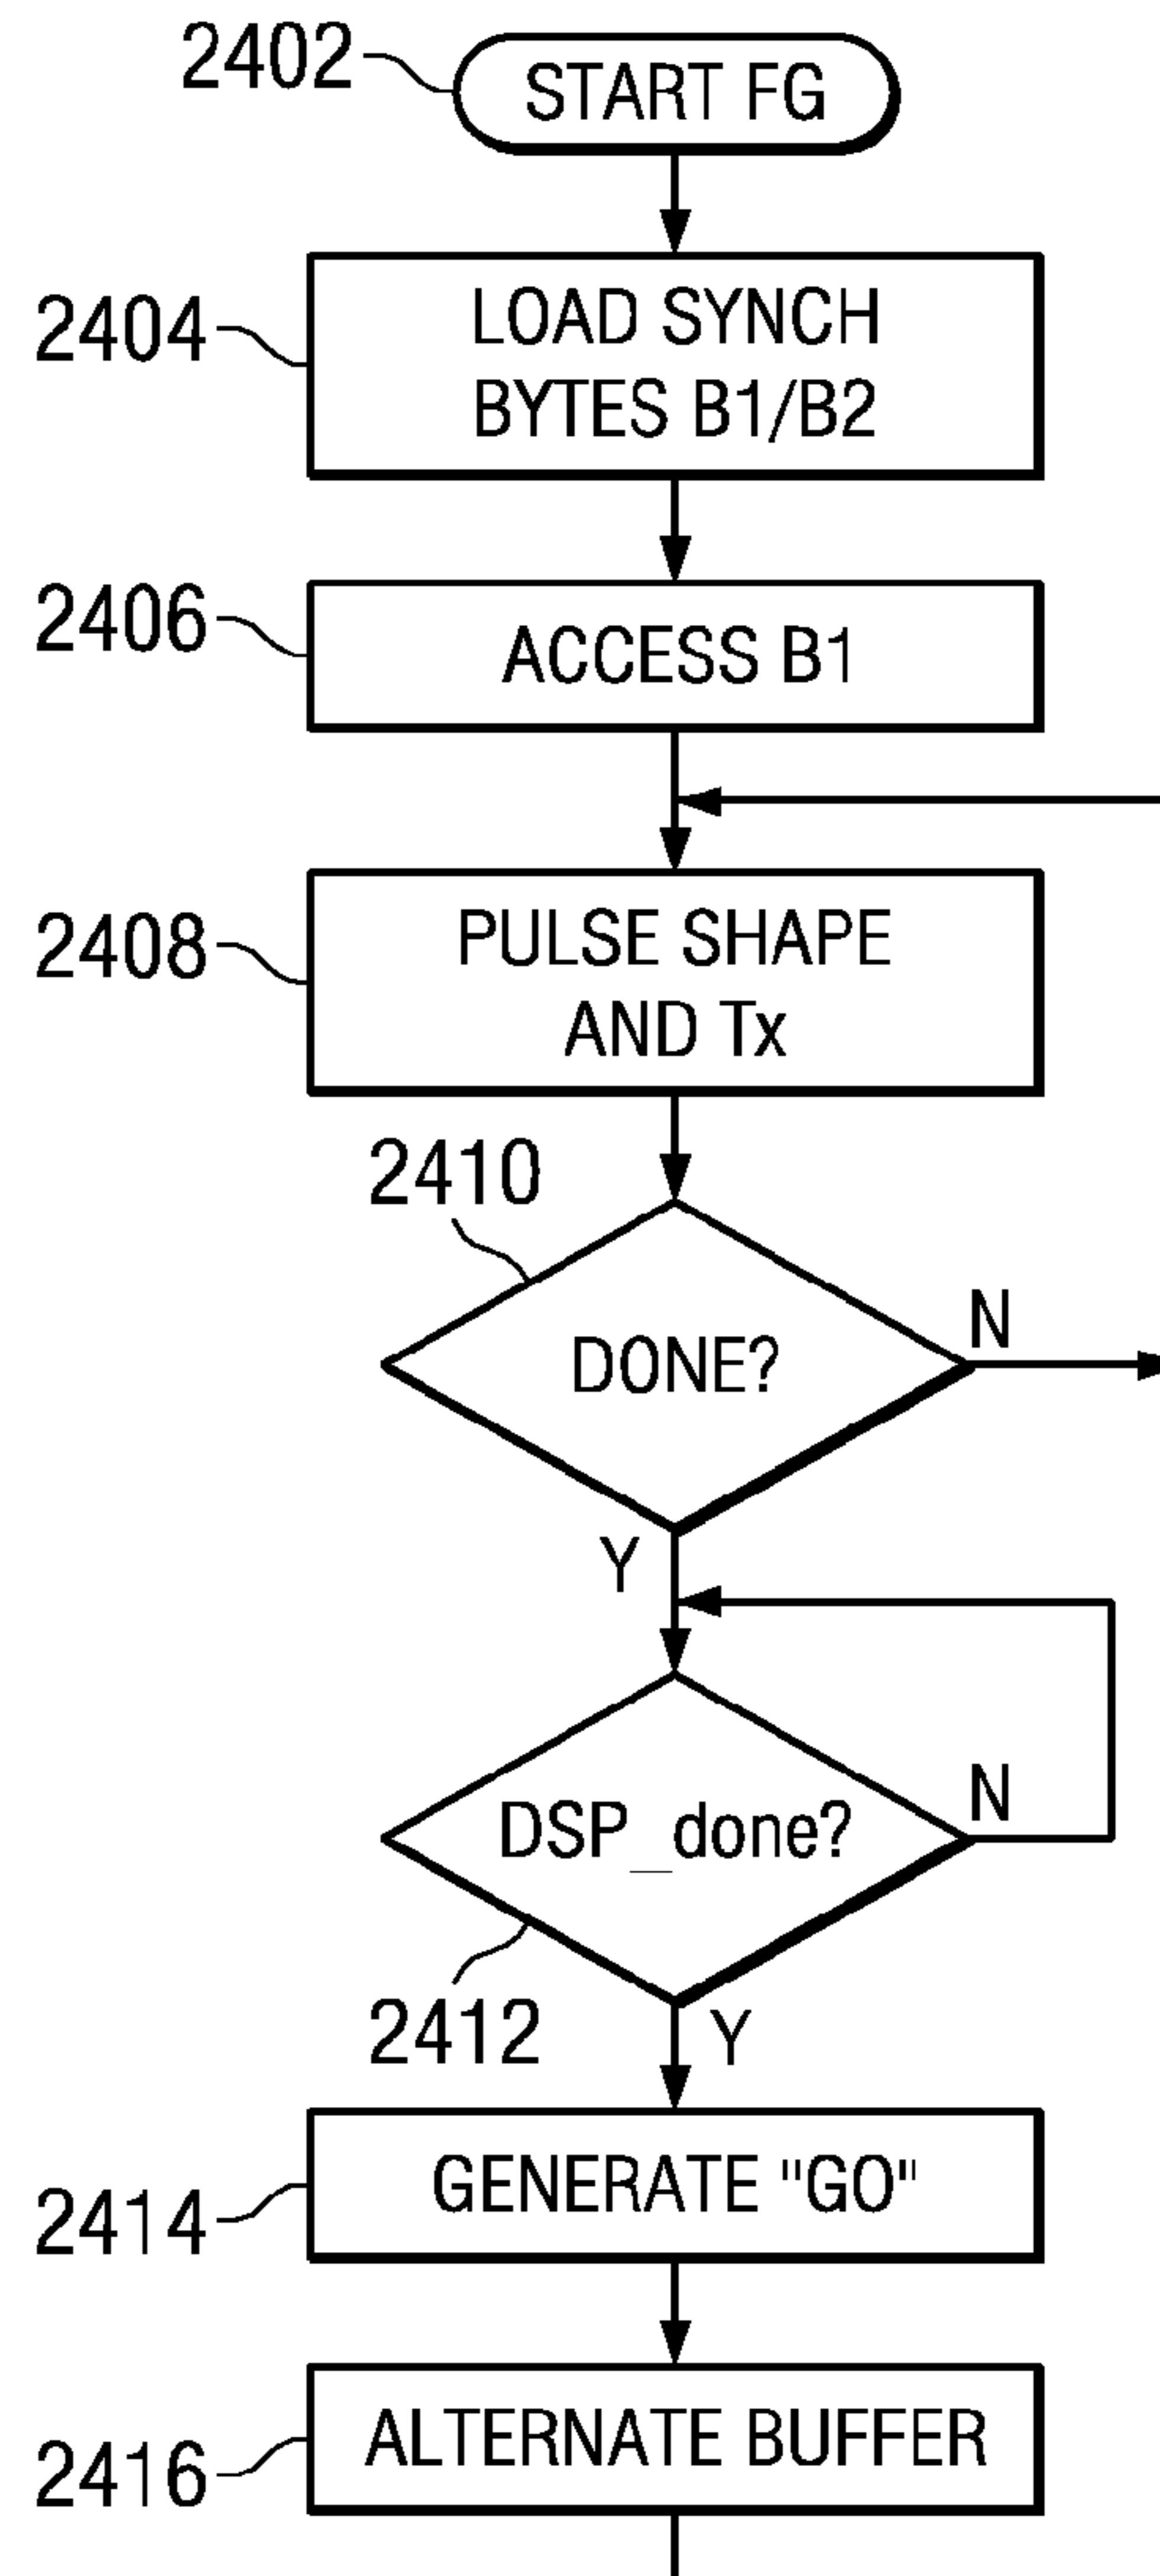 2402
START FG
2404
LOAD SYNCH
BYTES B1/B2
2406
ACCESS B1
2408
PULSE SHAPE
AND Tx
2410
DONE?
N
Y
DSP_done?
N
2412
Y
2414
GENERATE "GO"
2416
ALTERNATE BUFFER